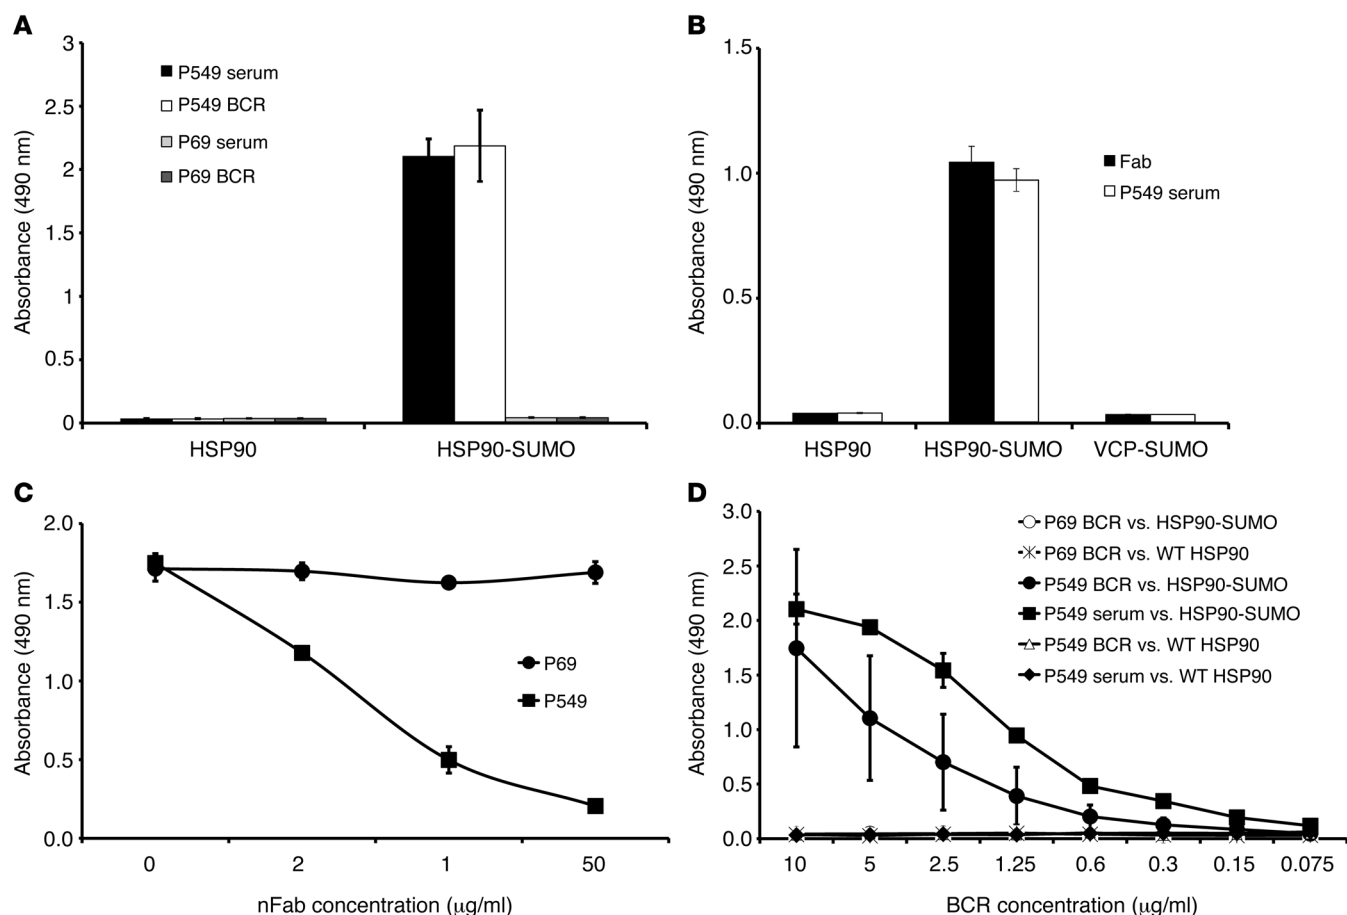 A
Absorbance (490 nm)
3
2.5
2
1.5
1
0.5
0
P549 serum
P549 BCR
P69 serum
P69 BCR
HSP90
HSP90-SUMO
B
Absorbance (490 nm)
1.5
1.0
0.5
0.0
Fab
P549 serum
HSP90
HSP90-SUMO
VCP-SUMO
C
Absorbance (490 nm)
2.0
1.5
1.0
0.5
0.0
P69
P549
0 2 1 50
nFab concentration (μg/ml)
D
Absorbance (490 nm)
3.0
2.5
2.0
1.5
1.0
0.5
0.0
P69 BCR vs. HSP90-SUMO
P69 BCR vs. WT HSP90
P549 BCR vs. HSP90-SUMO
P549 serum vs. HSP90-SUMO
P549 BCR vs. WT HSP90
P549 serum vs. WT HSP90
10 5 2.5 1.25 0.6 0.3 0.15 0.075
BCR concentration (μg/ml)